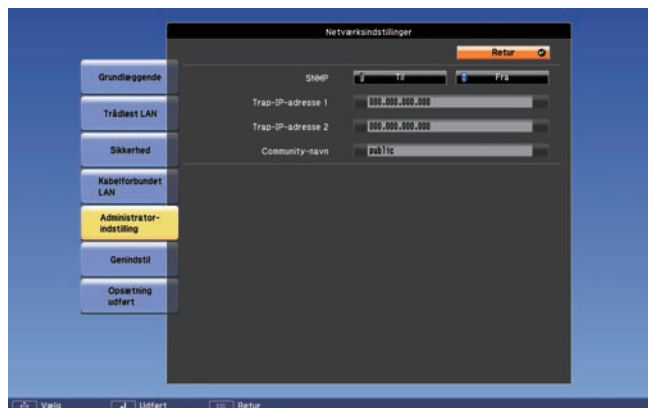 Netværksindstillinger
Retur
Grundlæggende
Trådløst LAN
Sikkerhed
Kabelforbundet
LAN
Administrator-
indstilling
Genindstil
Opsætning
udført
SNMP Til Fra
Trap-IP-adresse 1 000.000.000.000
Trap-IP-adresse 2 000.000.000.000
Community-navn public
Vælg Udført Retur